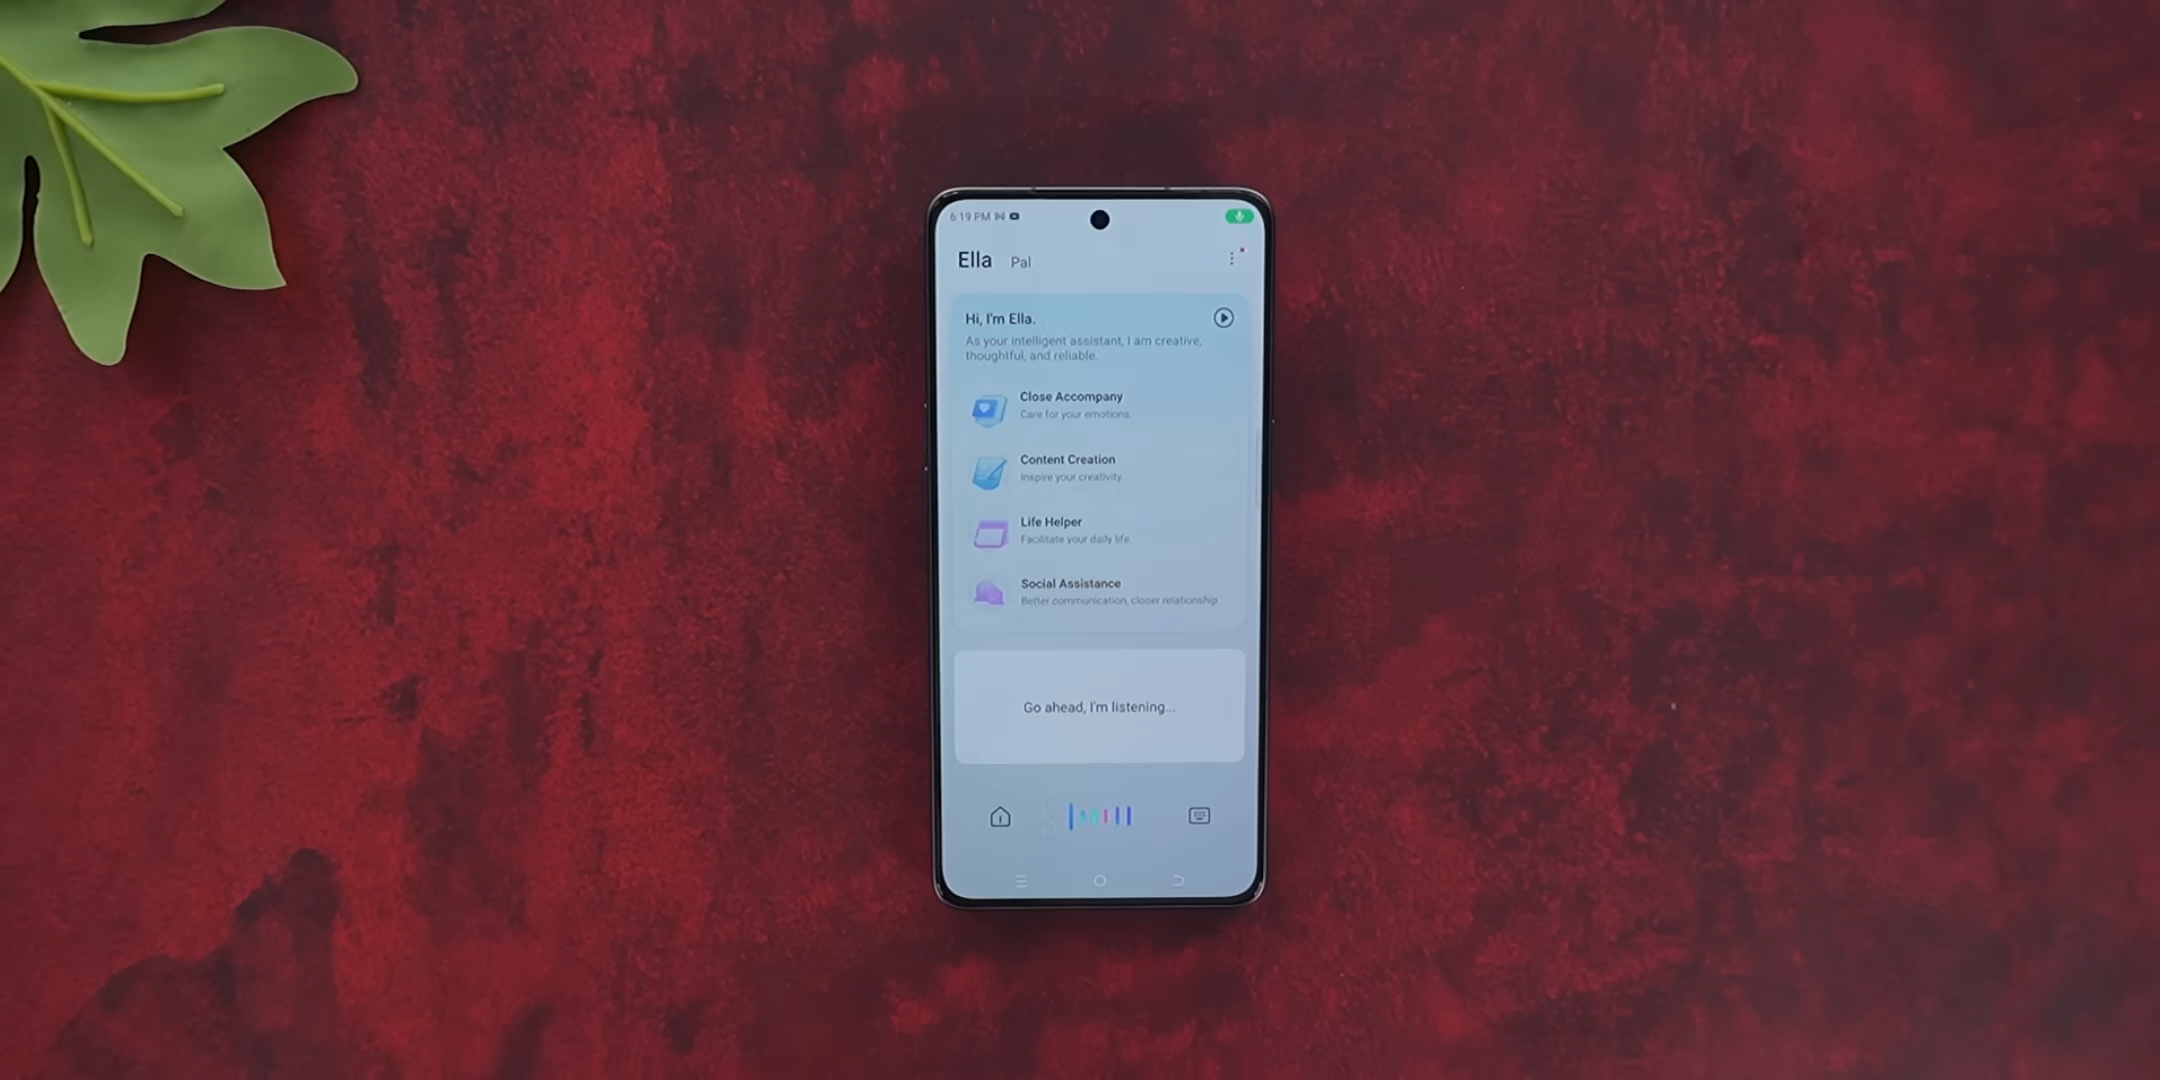 6:19 PM
Ella Pal
Hi, I'm Ella.
As your intelligent assistant, I am creative,
thoughtful, and reliable.
Close Accompany
Care for your emotions.
Content Creation
Inspire your creativity.
Life Helper
Facilitate your daily life.
Social Assistance
Better communication, closer relationship.
Go ahead, I'm listening...